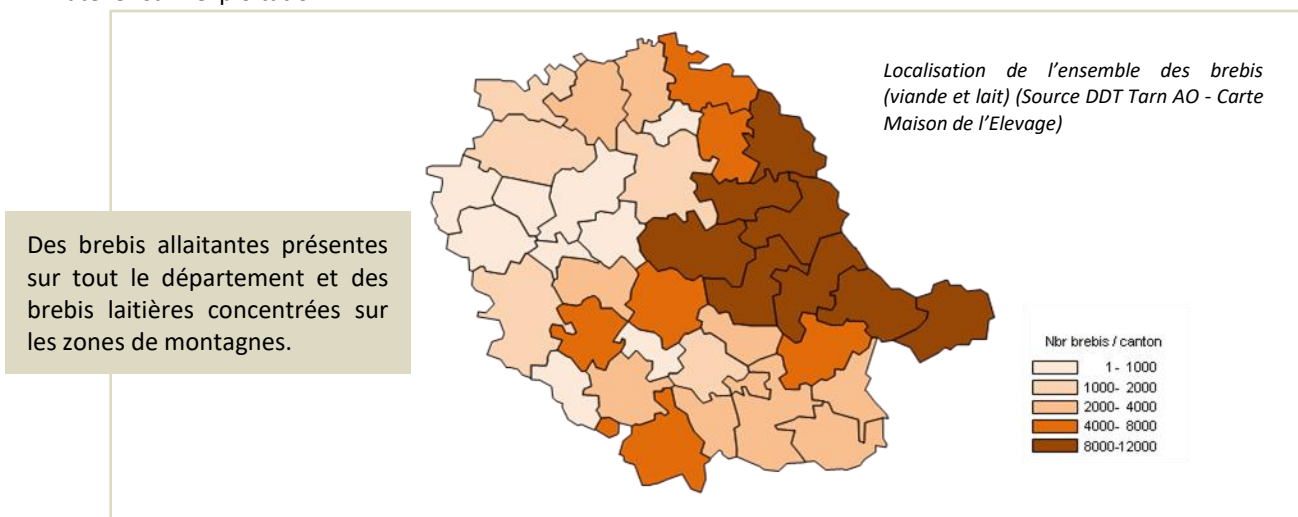 Localisation de l’ensemble des brebis
(viande et lait) (Source DDT Tarn AO - Carte
Maison de l’Elevage)
Des brebis allaitantes présentes
sur tout le département et des
brebis laitières concentrées sur
les zones de montagnes.
Nbr brebis / canton
1 - 1000
1000- 2000
2000- 4000
4000- 8000
8000-12000